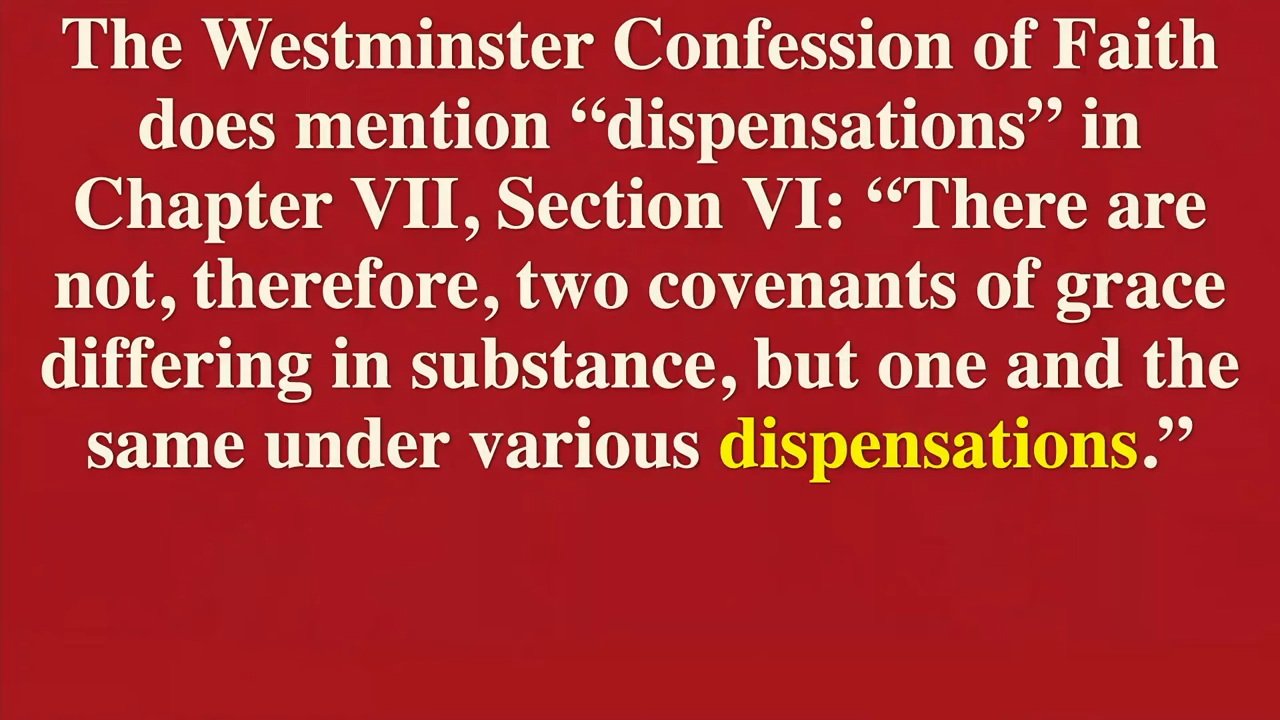 The Westminster Confession of Faith
does mention “dispensations” in
Chapter VII, Section VI: “There are
not, therefore, two covenants of grace
differing in substance, but one and the
same under various dispensations.”